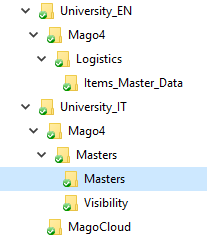 University_EN
Mago4
Logistics
Items_Master_Data
University_IT
Mago4
Masters
Masters
Visibility
MagoCloud